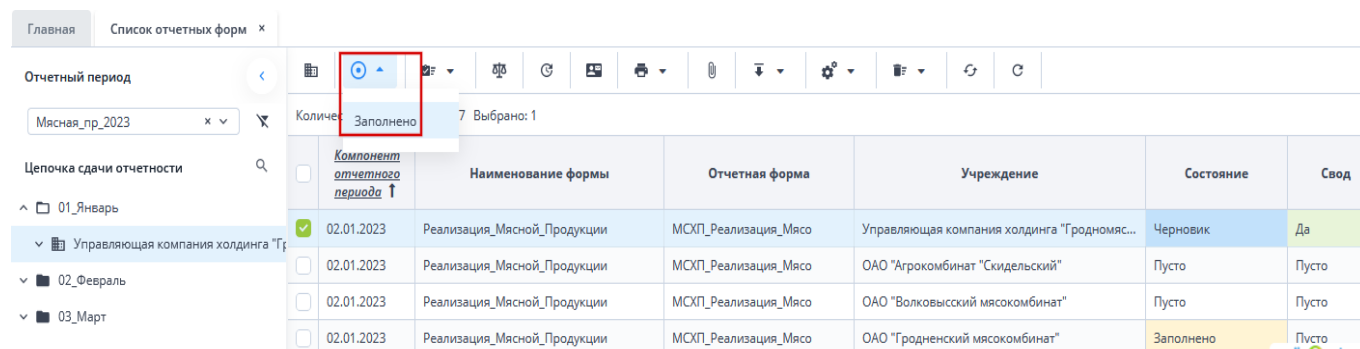 Главная Список отчетных форм ×
Отчетный период
Мясная_пр_2023 ×
Заполнено
7 Выбрано: 1
Цепочка сдачи отчетности
01_Январь
Управляющая компания холдинга
02_Февраль
03_Март
Компонент отчетного периода ↑ Наименование формы Отчетная форма Учреждение Состояние Свод
02.01.2023 Реализация_Мясной_Продукции МСХП_Реализация_Мясо Управляющая компания холдинга "Гродномяс... Черновик Да
02.01.2023 Реализация_Мясной_Продукции МСХП_Реализация_Мясо ОАО "Агрокомбинат "Скидельский" Пусто Пусто
02.01.2023 Реализация_Мясной_Продукции МСХП_Реализация_Мясо ОАО "Волковысский мясокомбинат" Пусто Пусто
02.01.2023 Реализация_Мясной_Продукции МСХП_Реализация_Мясо ОАО "Гродненский мясокомбинат" Заполнено Пусто